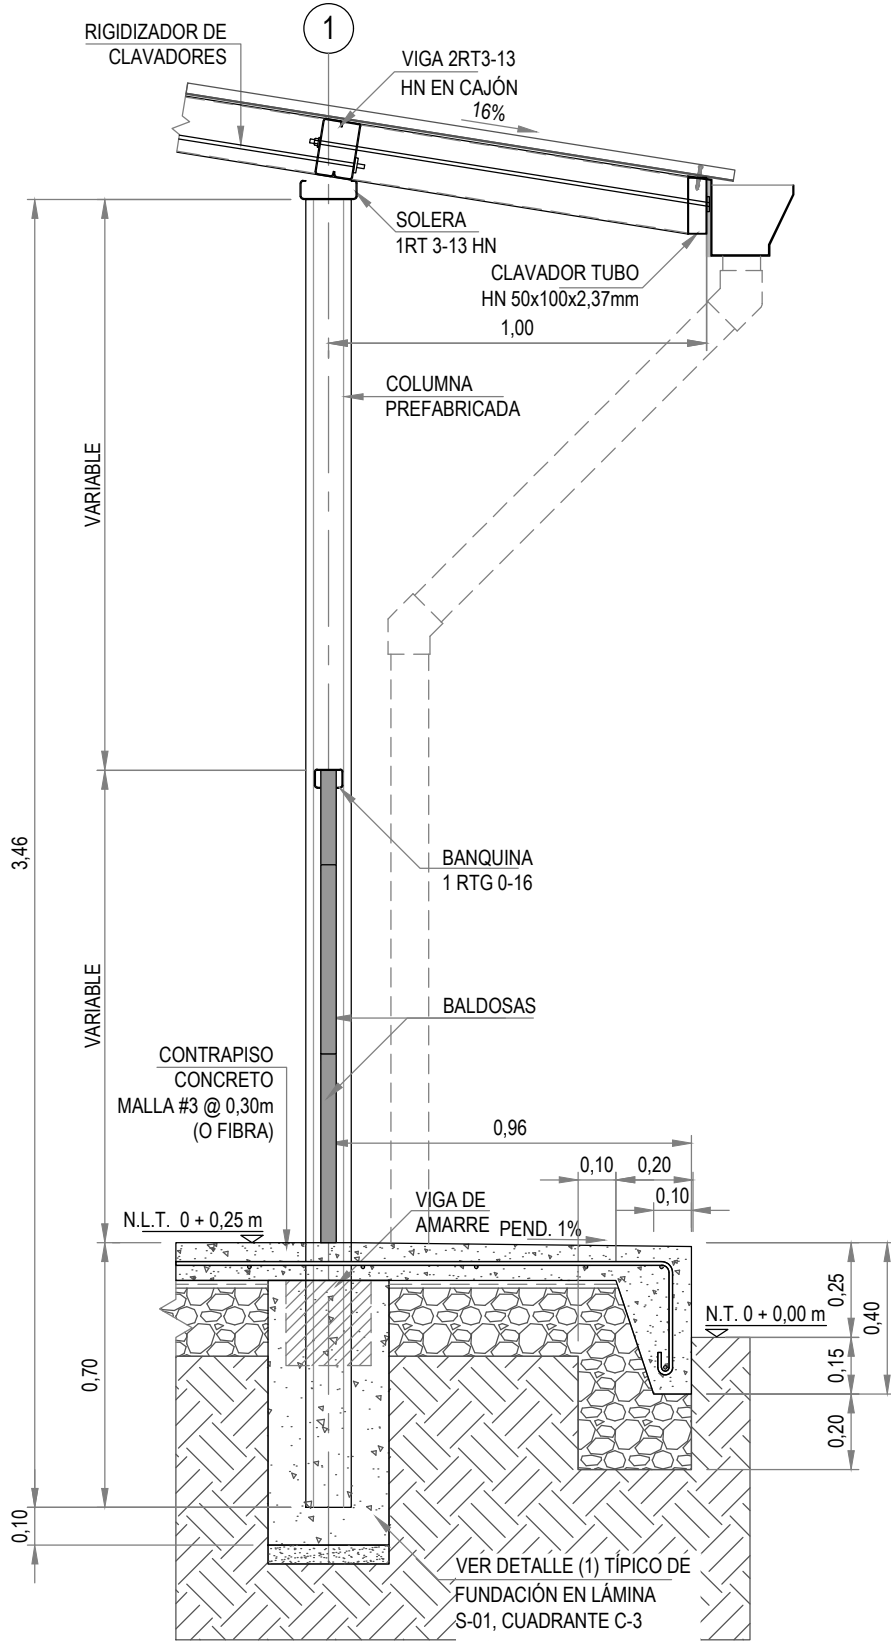 1
RIGIDIZADOR DE
CLAVADORES
VIGA 2RT3-13
HN EN CAJÓN
16%
SOLERA
1RT 3-13 HN
CLAVADOR TUBO
HN 50x100x2,37mm
1,00
COLUMNA
PREFABRICADA
VARIABLE
3,46
BANQUINA
1 RTG 0-16
VARIABLE
BALDOSAS
CONTRAPISO
CONCRETO
MALLA #3 @ 0,30m
(O FIBRA)
0,96
0,10
0,20
0,10
VIGA DE
AMARRE
PEND. 1%
N.L.T. 0 + 0,25 m
0,25
0,40
N.T. 0 + 0,00 m
0,15
0,70
0,20
0,10
VER DETALLE (1) TÍPICO DE
FUNDACIÓN EN LÁMINA
S-01, CUADRANTE C-3